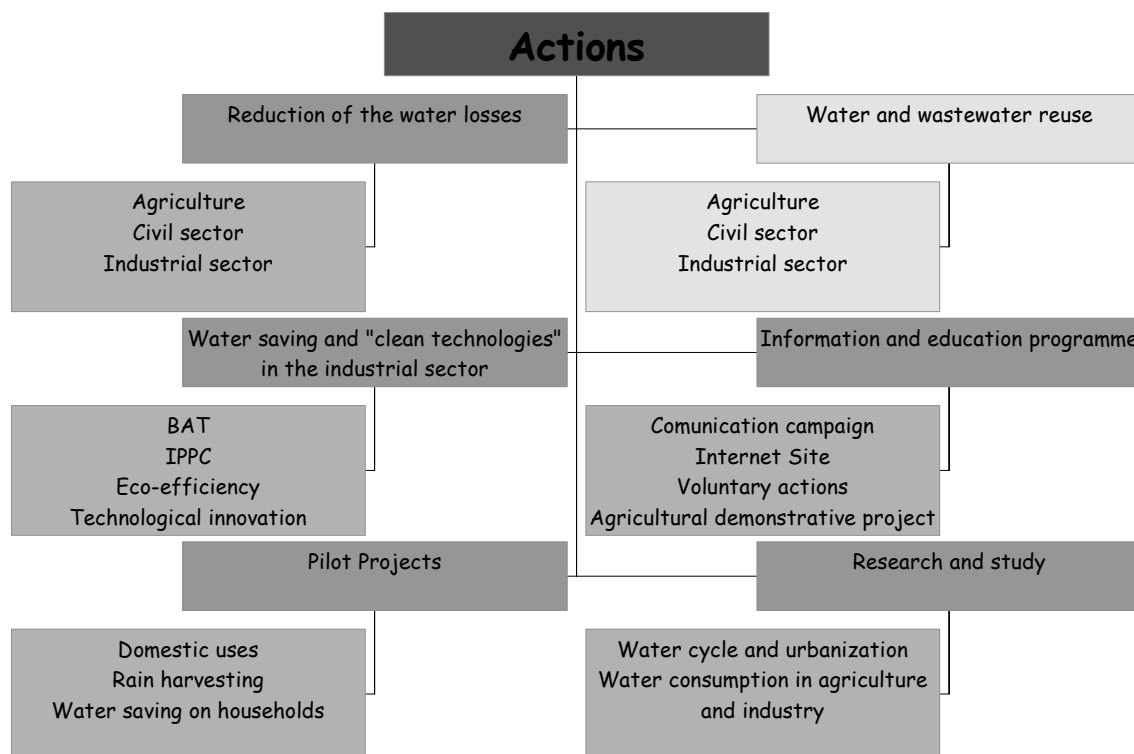 Actions
Reduction of the water losses
Water and wastewater reuse
Agriculture
Civil sector
Industrial sector
Agriculture
Civil sector
Industrial sector
Water saving and "clean technologies"
in the industrial sector
Information and education programme
BAT
IPPC
Eco-efficiency
Technological innovation
Comunication campaign
Internet Site
Voluntary actions
Agricultural demonstrative project
Pilot Projects
Research and study
Domestic uses
Rain harvesting
Water saving on households
Water cycle and urbanization
Water consumption in agriculture
and industry